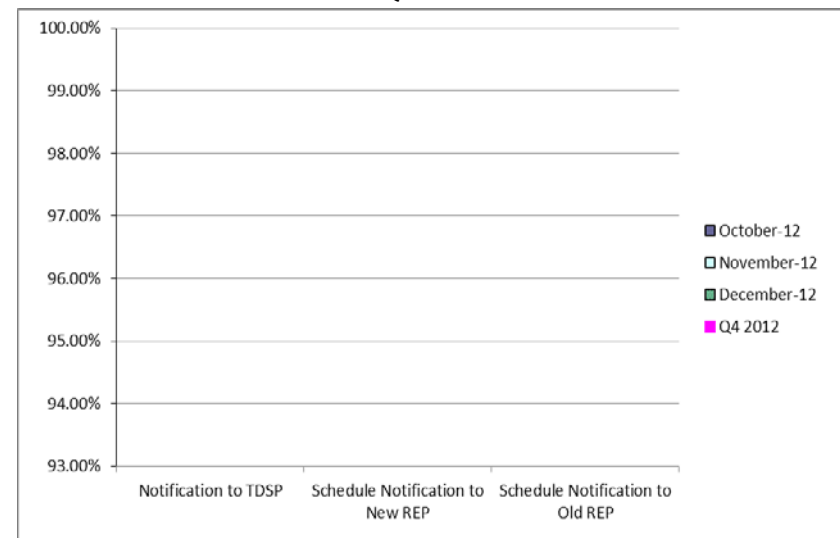 100.00%
99.00%
98.00%
97.00%
96.00%
95.00%
94.00%
93.00%
Notification to TDSP
Schedule Notification to
New REP
Schedule Notification to
Old REP
October-12
November-12
December-12
Q4 2012